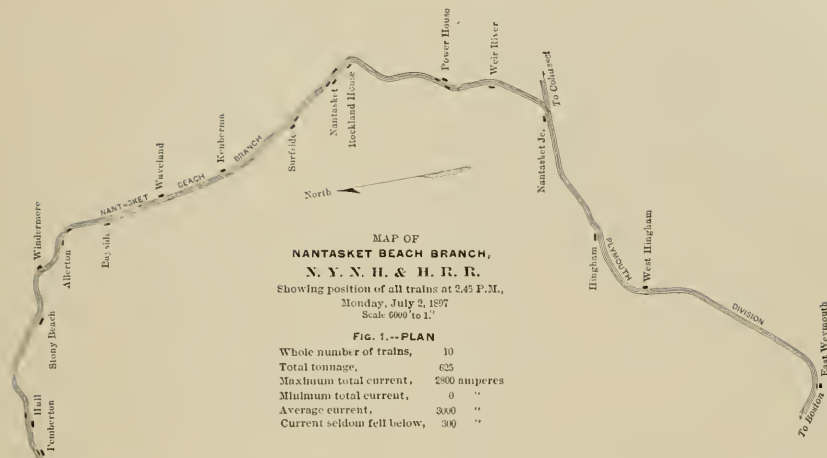 Power House
Weir River
To Cohasset
Nantasket
Rockland House
Nantasket Jc.
Surfside
Kenberma
Waveland
NANTASKET BEACH BRANCH
Bayside
Allerton
Windermere
Stony Beach
Hull
Pemberton
North
Hingham
PLYMOUTH DIVISION
West Hingham
East Weymouth
To Boston
MAP OF
NANTASKET BEACH BRANCH,
N. Y. N. H. & H. R. R.
Showing position of all trains at 2.45 P.M.,
Monday, July 2, 1897
Scale 6000' to 1."
FIG. 1.--PLAN
Whole number of trains, 10
Total tonnage, 625
Maximum total current, 2800 amperes
Minimum total current, 0 "
Average current, 3000 "
Current seldom fell below, 300 "